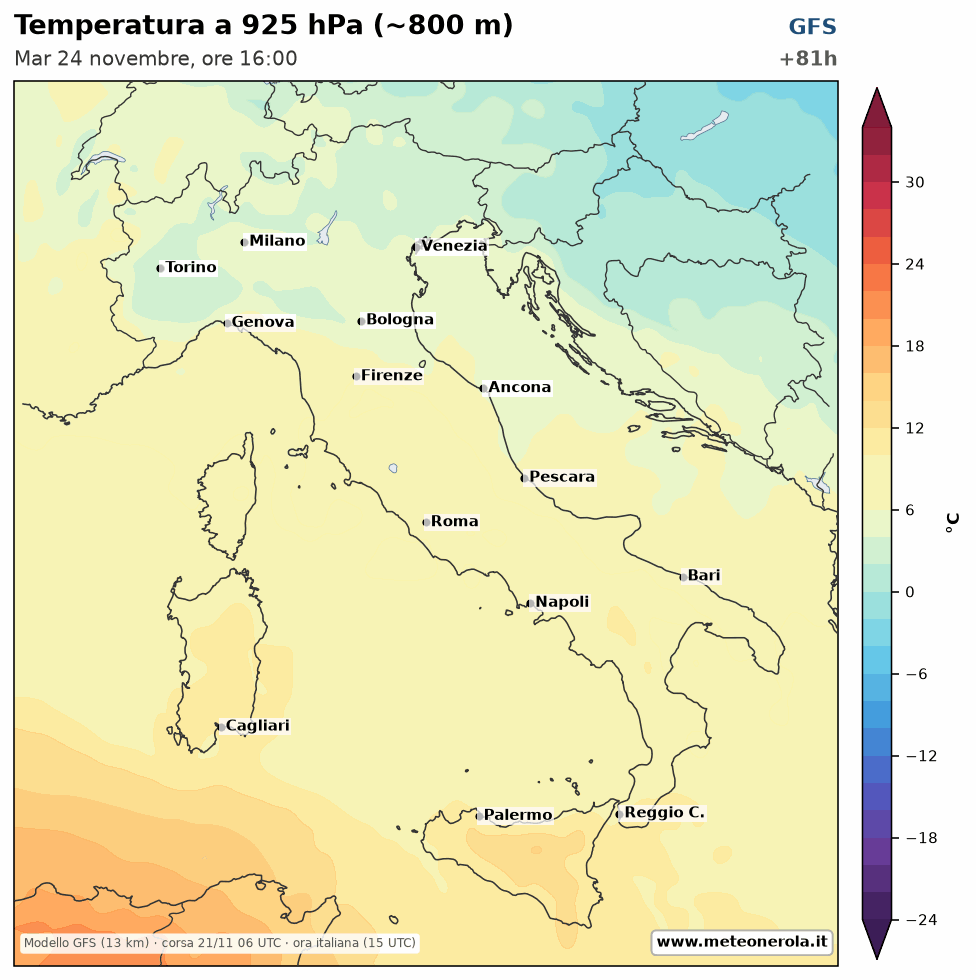 Temperatura a 925 hPa (~800 m)
GFS
Mar 24 novembre, ore 16:00
+81h
Milano
Venezia
Torino
Genova
Bologna
Firenze
Ancona
Pescara
Roma
Bari
Napoli
Cagliari
Palermo
Reggio C.
30
24
18
12
6
0
−6
−12
−18
−24
°C
Modello GFS (13 km) · corsa 21/11 06 UTC · ora italiana (15 UTC)
www.meteonerola.it